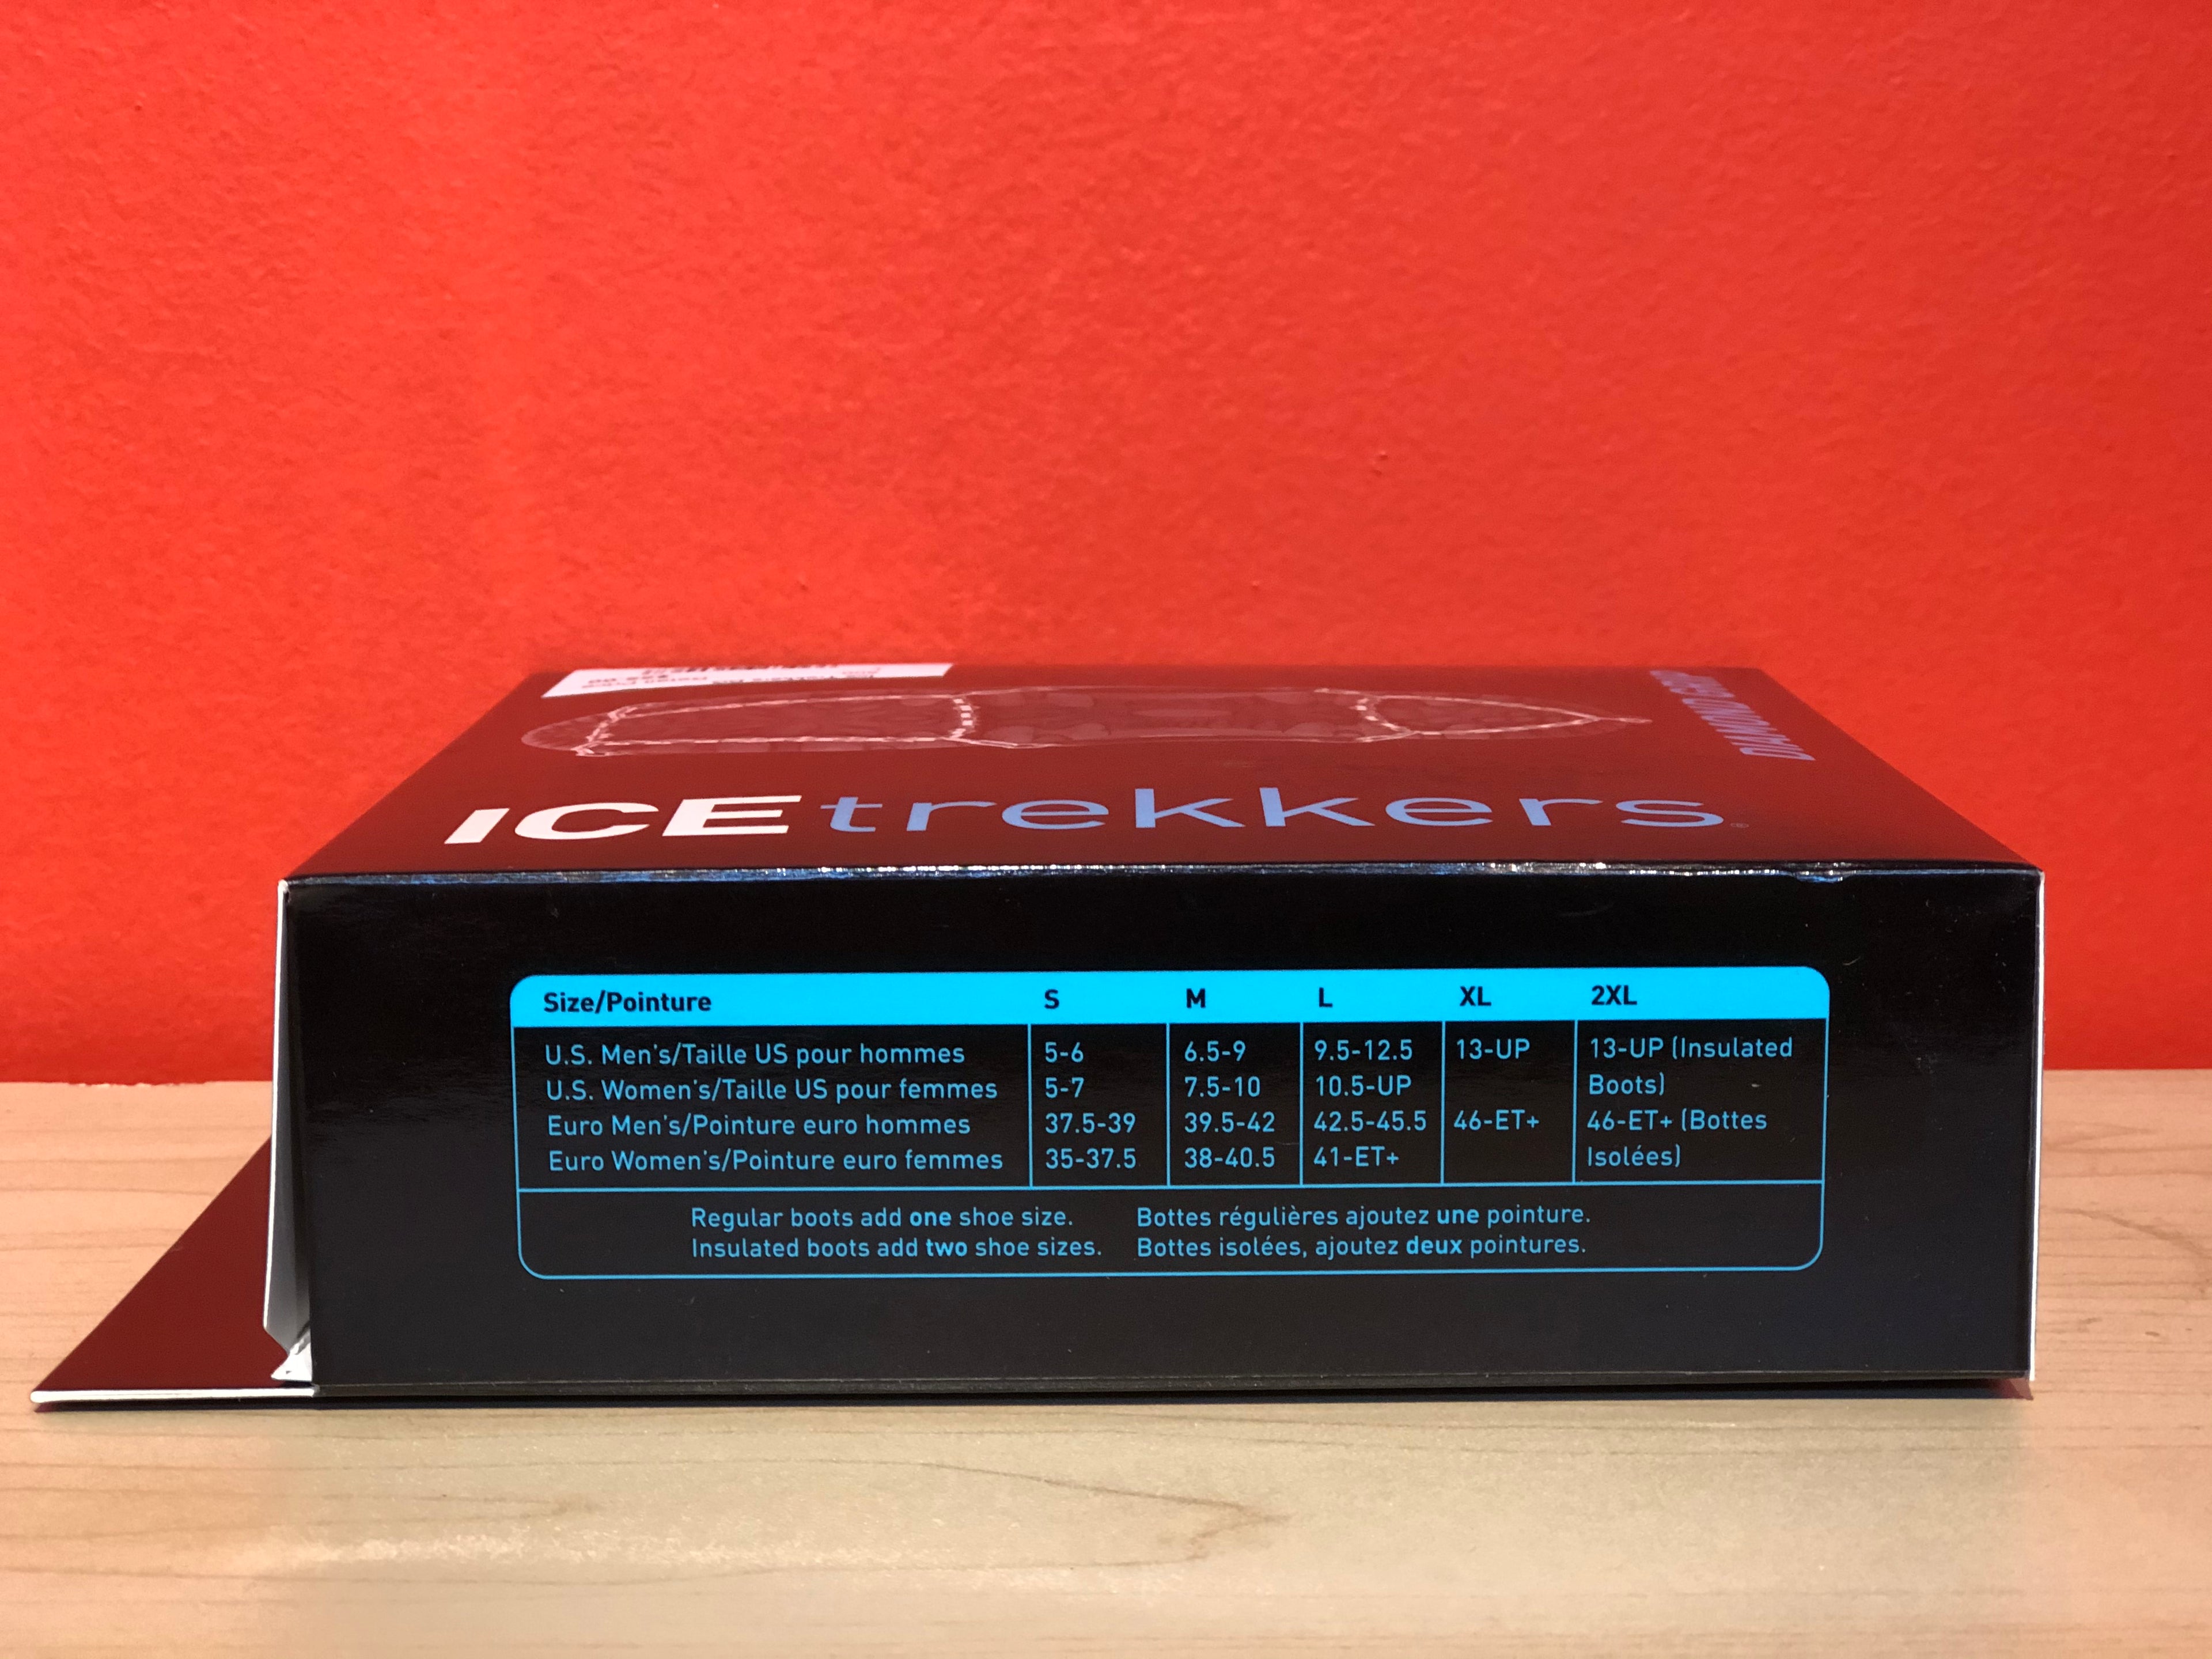 DIAMOND GRIP
ICEtrekkers®
Size/Pointure S M L XL 2XL
U.S. Men's/Taille US pour hommes 5-6 6.5-9 9.5-12.5 13-UP 13-UP (Insulated
U.S. Women's/Taille US pour femmes 5-7 7.5-10 10.5-UP Boots)
Euro Men's/Pointure euro hommes 37.5-39 39.5-42 42.5-45.5 46-ET+ 46-ET+ (Bottes
Euro Women's/Pointure euro femmes 35-37.5 38-40.5 41-ET+ Isolées)
Regular boots add one shoe size. Bottes régulières ajoutez une pointure.
Insulated boots add two shoe sizes. Bottes isolées, ajoutez deux pointures.